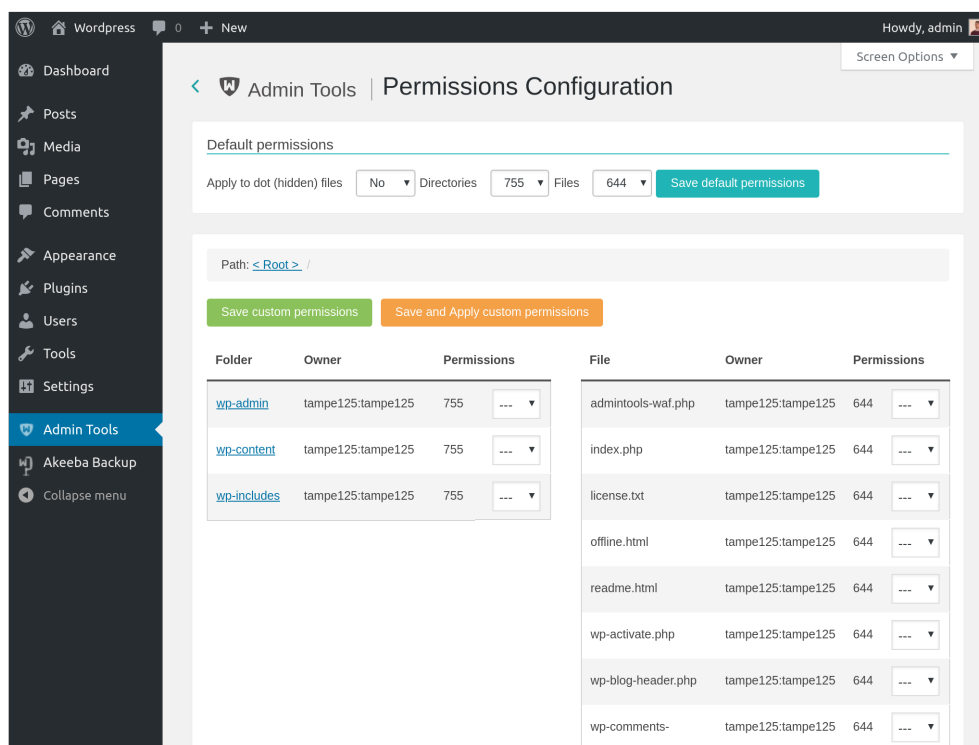 Wordpress 0 New Howdy, admin
Screen Options ▼
Dashboard
Posts
Media
Pages
Comments
Appearance
Plugins
Users
Tools
Settings
Admin Tools
Akeeba Backup
Collapse menu
Admin Tools | Permissions Configuration
Default permissions
Apply to dot (hidden) files No ▼ Directories 755 ▼ Files 644 ▼ Save default permissions
Path: < Root > /
Save custom permissions Save and Apply custom permissions
Folder Owner Permissions
wp-admin tampe125:tampe125 755 --- ▼
wp-content tampe125:tampe125 755 --- ▼
wp-includes tampe125:tampe125 755 --- ▼
File Owner Permissions
admintools-waf.php tampe125:tampe125 644 --- ▼
index.php tampe125:tampe125 644 --- ▼
license.txt tampe125:tampe125 644 --- ▼
offline.html tampe125:tampe125 644 --- ▼
readme.html tampe125:tampe125 644 --- ▼
wp-activate.php tampe125:tampe125 644 --- ▼
wp-blog-header.php tampe125:tampe125 644 --- ▼
wp-comments- tampe125:tampe125 644 --- ▼